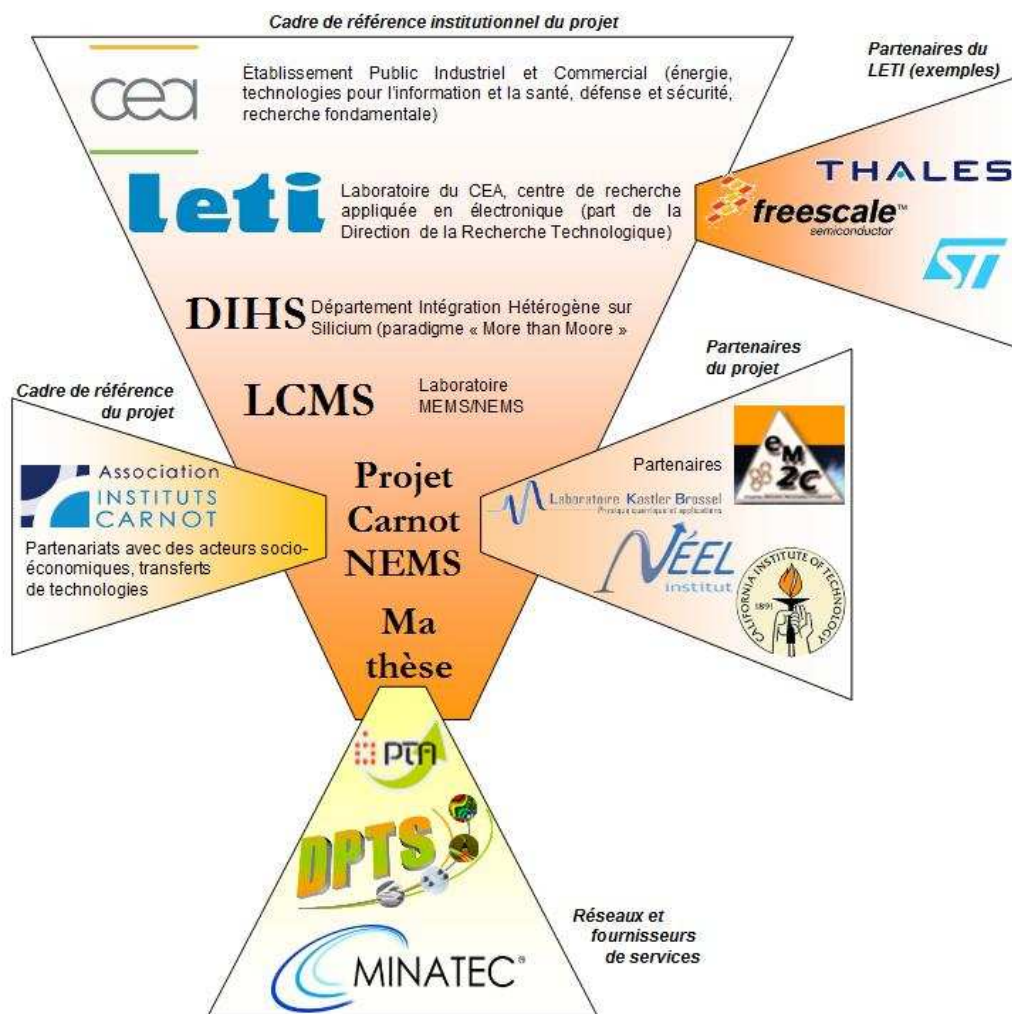 Cadre de référence institutionnel du projet
cea
Établissement Public Industriel et Commercial (énergie,
technologies pour l'information et la santé, défense et sécurité,
recherche fondamentale)
leti
Laboratoire du CEA, centre de recherche
appliquée en électronique (part de la
Direction de la Recherche Technologique)
Partenaires du
LETI (exemples)
THALES
freescale™
semiconductor
ST
DIHS
Département Intégration Hétérogène sur
Silicium (paradigme « More than Moore »
LCMS
Laboratoire
MEMS/NEMS
Cadre de référence
du projet
Association
INSTITUTS
CARNOT
Partenariats avec des acteurs socio-
économiques, transferts
de technologies
Projet
Carnot
NEMS
Ma
thèse
Partenaires
du projet
Partenaires
eM
2C
Laboratoire Kastler Brossel
Physique quantique et applications
NÉEL
institut
CALIFORNIA INSTITUTE OF TECHNOLOGY
1891
PTA
DPTS
MINATEC®
Réseaux et
fournisseurs
de services